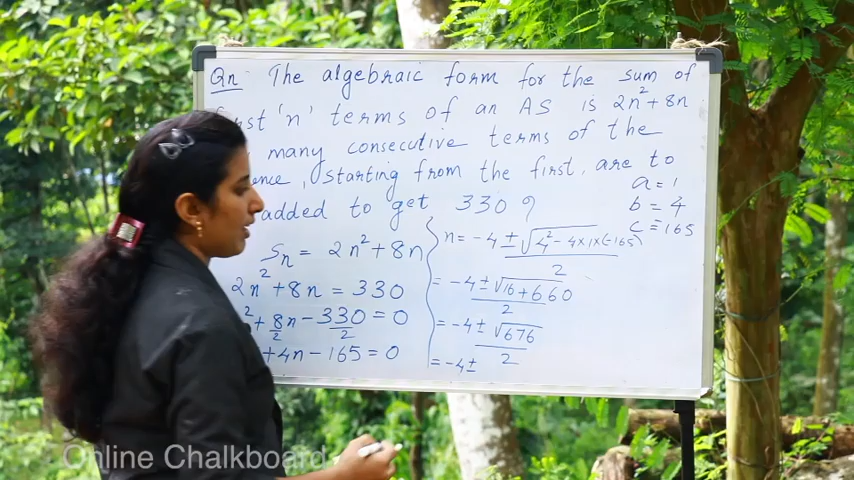 Qn The algebraic form for the sum of
'n' terms of an AS is 2n² + 8n
many consecutive terms of the
starting from the first, are to
added to get 330?
a = 1
b = 4
c = -165
Sn = 2n² + 8n
2n² + 8n = 330
² + 8n/2 - 330/2 = 0
+ 4n - 165 = 0
n = -4 ± √4² - 4×1×(-165) / 2
= -4 ± √16 + 660 / 2
= -4 ± √676 / 2
= -4 ±
Online Chalkboard